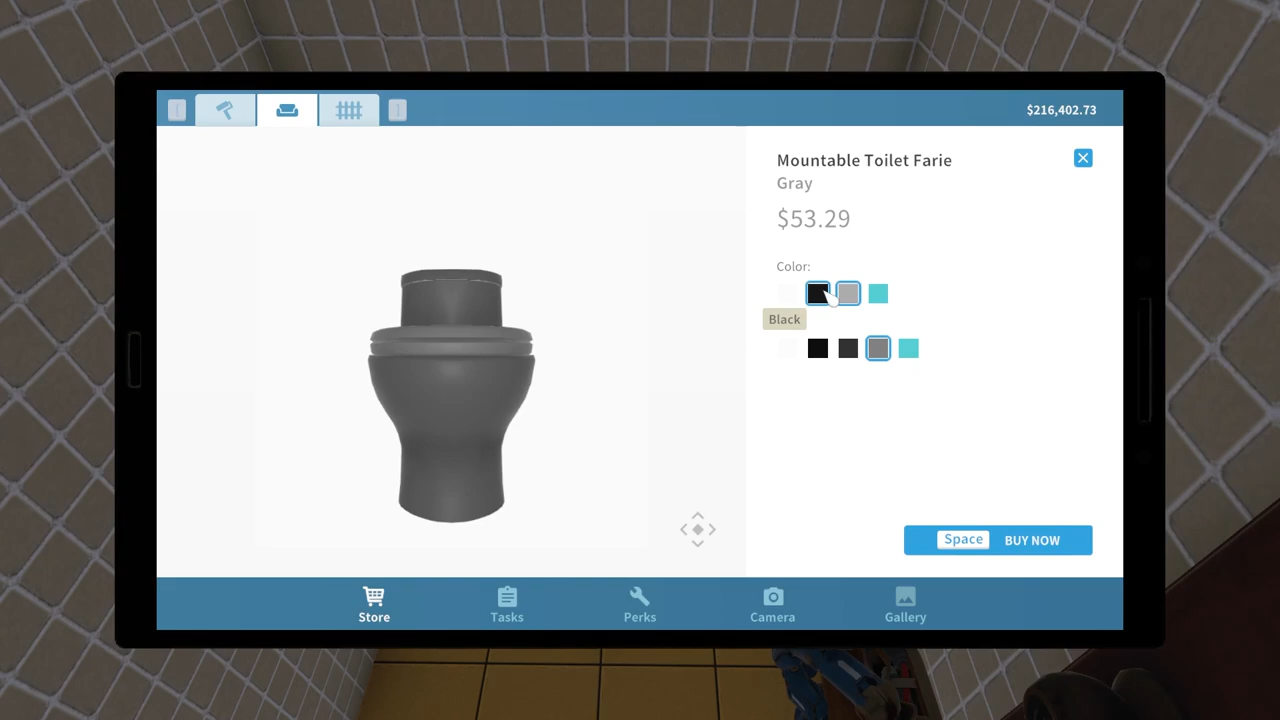 $216,402.73
Mountable Toilet Farie
Gray
$53.29
Color:
Black
Space BUY NOW
Store
Tasks
Perks
Camera
Gallery